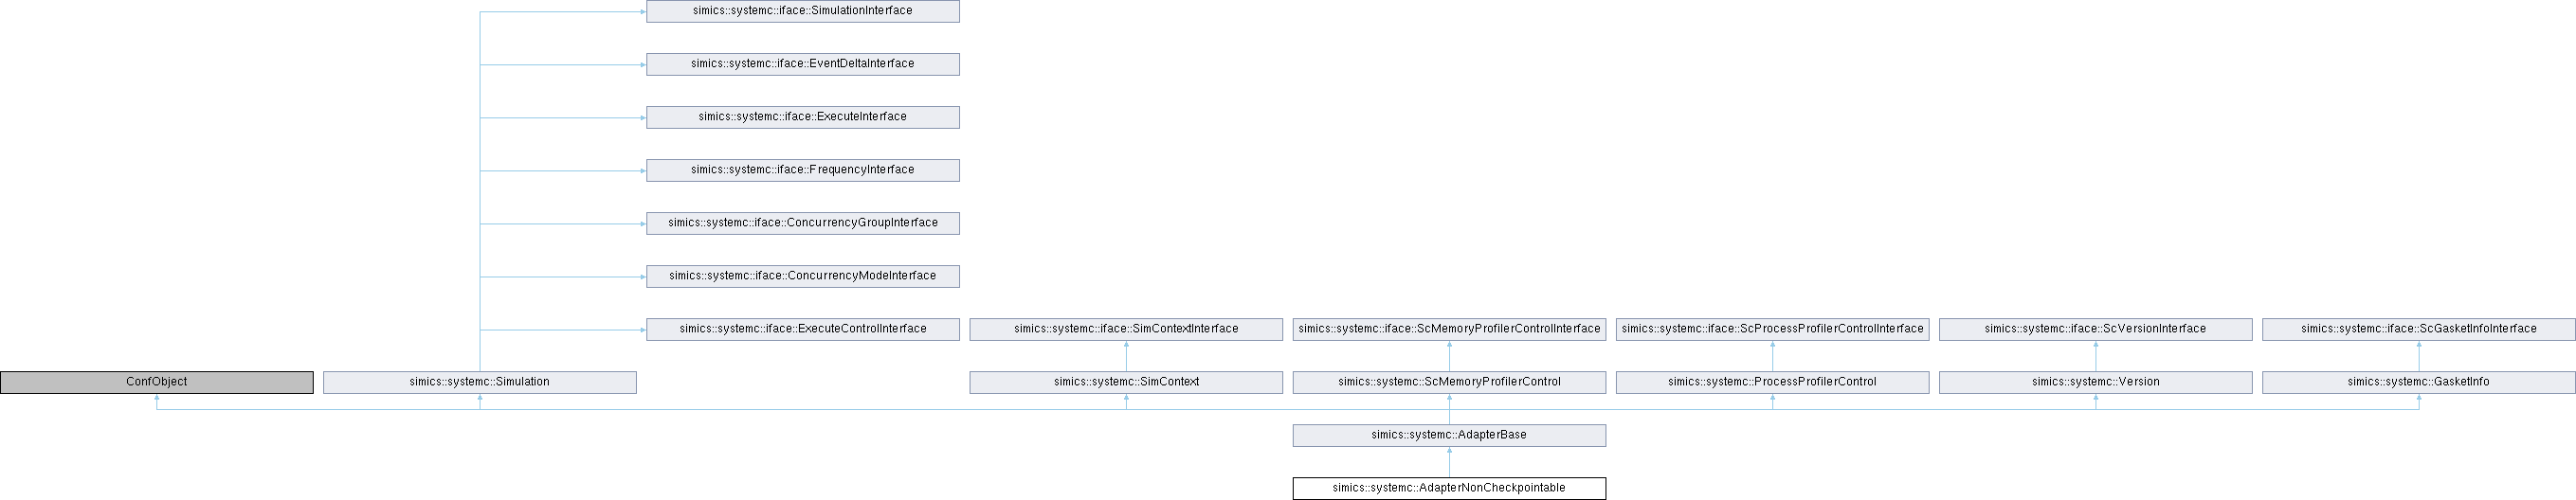 simics::systemc::iface::SimulationInterface
simics::systemc::iface::EventDeltaInterface
simics::systemc::iface::ExecuteInterface
simics::systemc::iface::FrequencyInterface
simics::systemc::iface::ConcurrencyGroupInterface
simics::systemc::iface::ConcurrencyModeInterface
simics::systemc::iface::ExecuteControlInterface
simics::systemc::iface::SimContextInterface
simics::systemc::iface::ScMemoryProfilerControlInterface
simics::systemc::iface::ScProcessProfilerControlInterface
simics::systemc::iface::ScVersionInterface
simics::systemc::iface::ScGasketInfoInterface
ConfObject
simics::systemc::Simulation
simics::systemc::SimContext
simics::systemc::ScMemoryProfilerControl
simics::systemc::ProcessProfilerControl
simics::systemc::Version
simics::systemc::GasketInfo
simics::systemc::AdapterBase
simics::systemc::AdapterNonCheckpointable